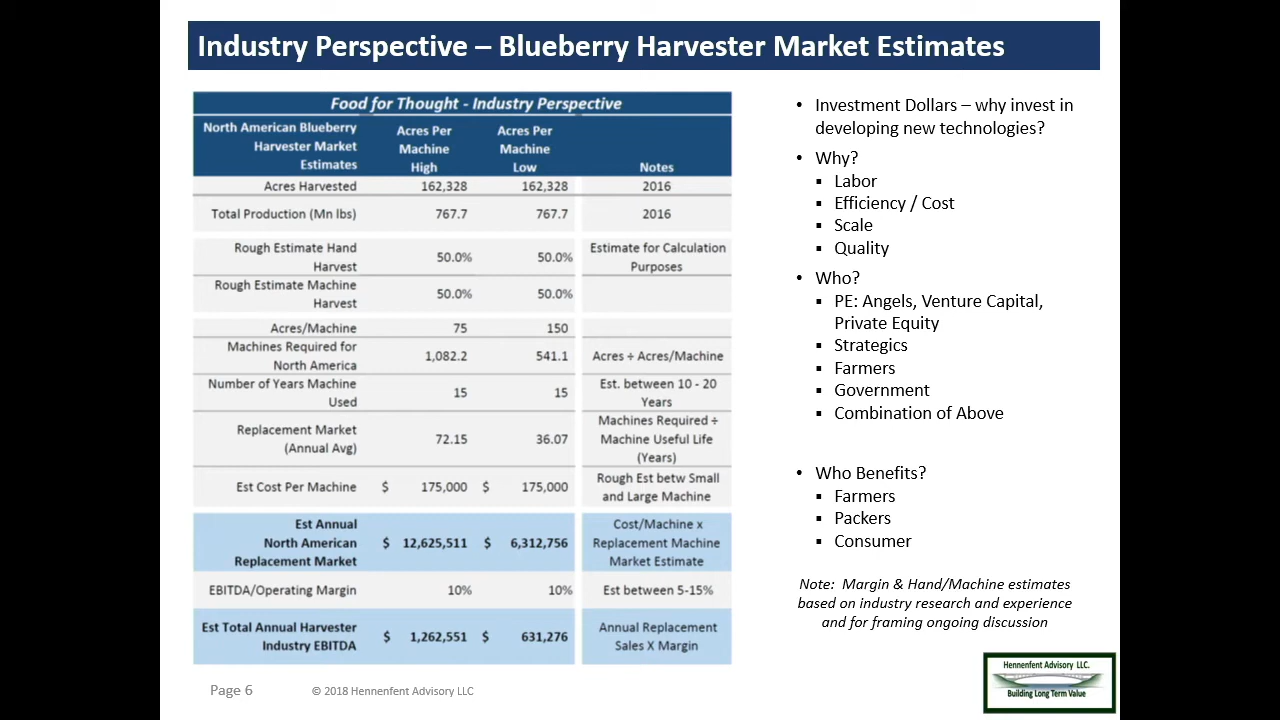 Industry Perspective – Blueberry Harvester Market Estimates
Food for Thought - Industry Perspective
North American Blueberry
Harvester Market
Estimates
Acres Per
Machine
High
Acres Per
Machine
Low
Notes
Acres Harvested 162,328 162,328 2016
Total Production (Mn lbs) 767.7 767.7 2016
Rough Estimate Hand
Harvest
50.0% 50.0%
Estimate for Calculation
Purposes
Rough Estimate Machine
Harvest
50.0% 50.0%
Acres/Machine 75 150
Machines Required for
North America
1,082.2 541.1 Acres ÷ Acres/Machine
Number of Years Machine
Used
15 15
Est. between 10 - 20
Years
Replacement Market
(Annual Avg)
72.15 36.07
Machines Required ÷
Machine Useful Life
(Years)
Est Cost Per Machine $ 175,000 $ 175,000
Rough Est betw Small
and Large Machine
Est Annual
North American
Replacement Market
$ 12,625,511 $ 6,312,756
Cost/Machine x
Replacement Machine
Market Estimate
EBITDA/Operating Margin 10% 10% Est between 5-15%
Est Total Annual Harvester
Industry EBITDA
$ 1,262,551 $ 631,276
Annual Replacement
Sales X Margin
• Investment Dollars – why invest in
developing new technologies?
• Why?
▪ Labor
▪ Efficiency / Cost
▪ Scale
▪ Quality
• Who?
▪ PE: Angels, Venture Capital,
Private Equity
▪ Strategics
▪ Farmers
▪ Government
▪ Combination of Above
• Who Benefits?
▪ Farmers
▪ Packers
▪ Consumer
Note: Margin & Hand/Machine estimates
based on industry research and experience
and for framing ongoing discussion
Page 6
© 2018 Hennenfent Advisory LLC
Hennenfent Advisory LLC.
Building Long Term Value